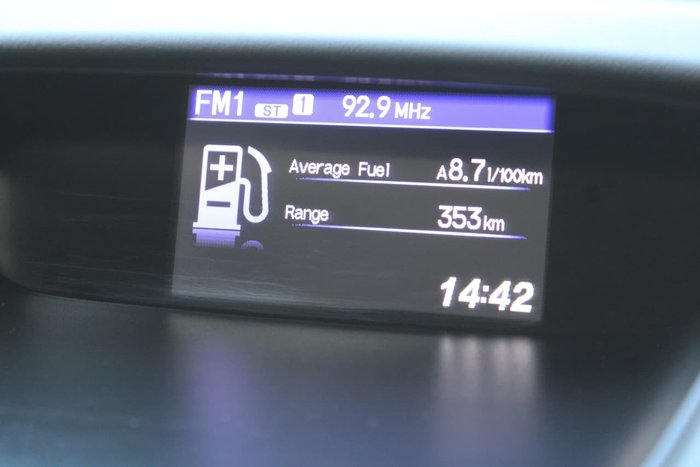 FM1 ST 1 92.9 MHz
Average Fuel A8.7 l/100km
Range 353 km
14:42